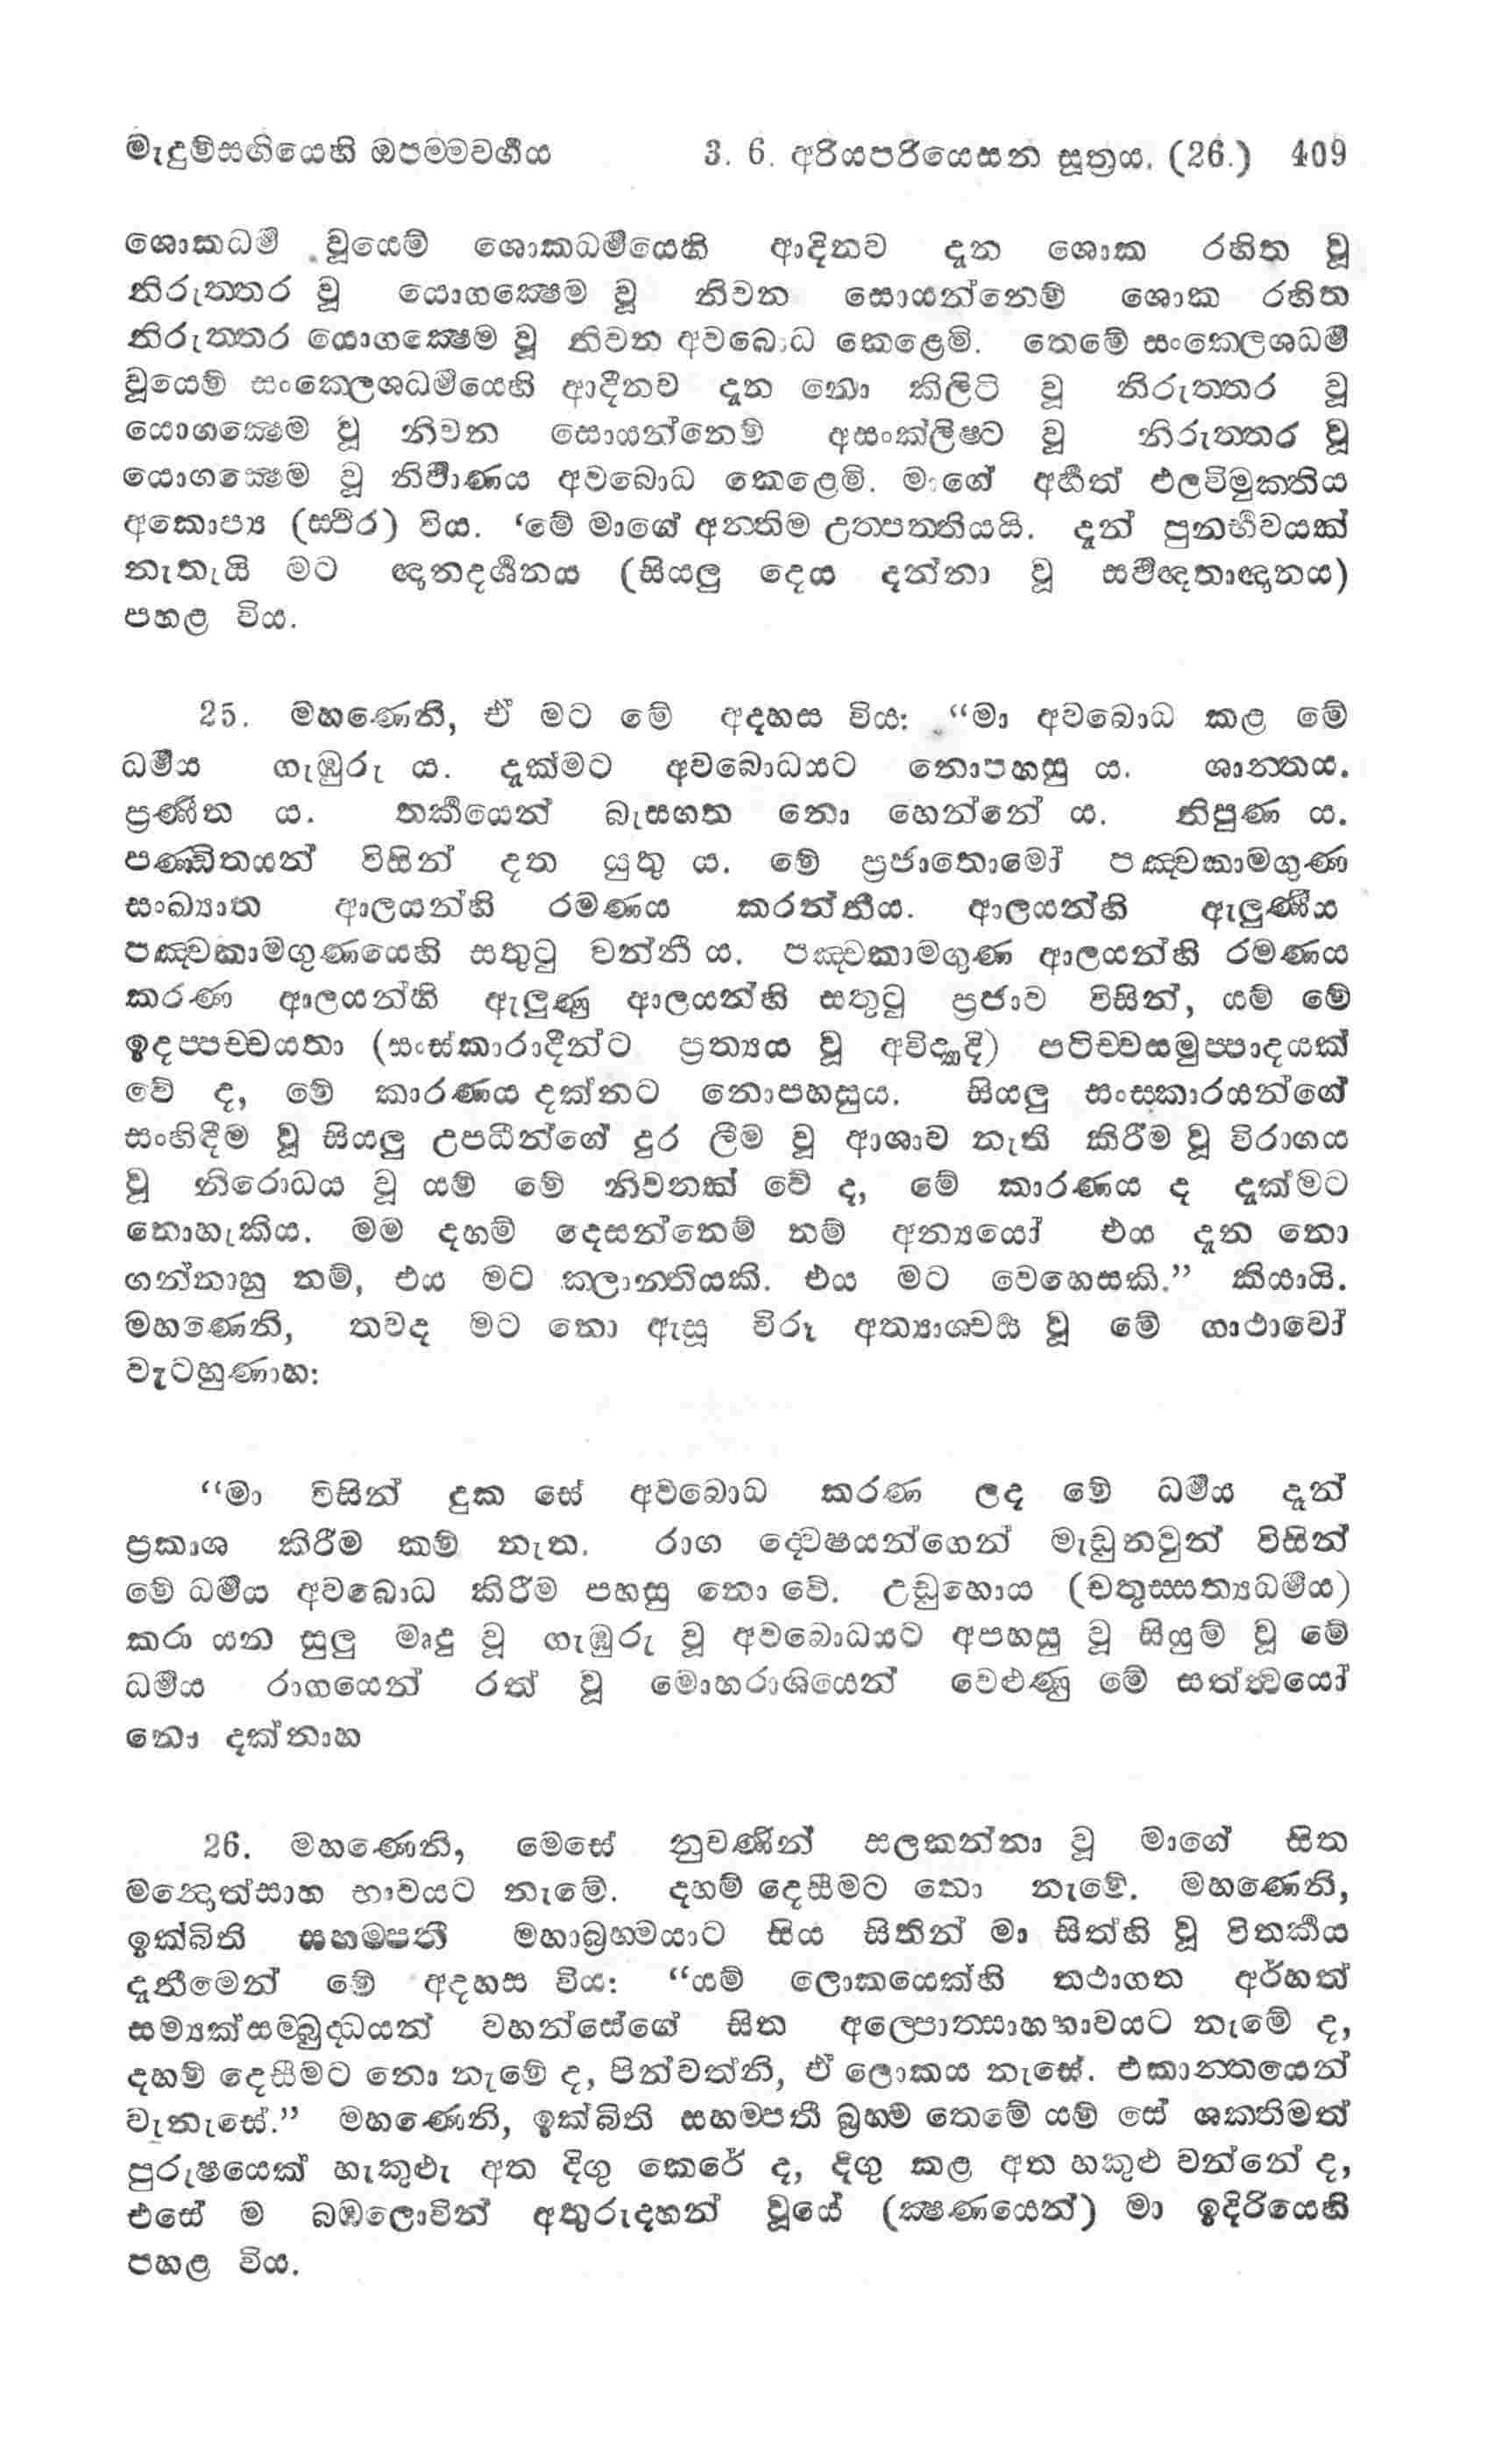 මැදුම්සඟියෙහි ඔපම්මවර්‍ගය 3. 6. අරියපරියෙසන සූත්‍රය. (26.) 409
ශොකධර්‍ම වූයෙම් ශොකධර්‍මයෙහි ආදිනව දැන ශොක රහිත වූ
නිරුත්තර වූ යොගක්‍ෂෙම වූ නිවන සොයන්නෙම් ශොක රහිත
නිරුත්තර යොගක්‍ෂෙම වූ නිවන අවබොධ කෙළෙමි. තෙමේ සංක්ලෙශධර්‍ම
වූයෙම් සංක්ලෙශධර්‍මයෙහි ආදීනව දැන නො කිලිටි වූ නිරුත්තර වූ
යොගක්‍ෂෙම වූ නිවන සොයන්නෙම් අසංක්ලිෂ්ට වූ නිරුත්තර වූ
යොගක්‍ෂෙම වූ නිර්‍වාණය අවබොධ කෙළෙමි. මාගේ අර්‍හත් ඵලවිමුක්තිය
අකොප්‍ය (ස්ථිර) විය. ‘මේ මාගේ අන්තිම උත්පත්තියයි. දැන් පුනර්‍භවයක්
නැතැයි මට ඥානදර්‍ශනය (සියලු දෙය දන්නා වූ සර්‍වඥතාඥානය)
පහළ විය.
25. මහණෙනි, ඒ මට මේ අදහස විය: “මා අවබොධ කළ මේ
ධර්‍මය ගැඹුරු ය. දැක්මට අවබොධයට නොපහසු ය. ශාන්තය.
ප්‍රණීත ය. තර්‍කයෙන් බැසගත නො හෙන්නේ ය. නිපුණ ය.
පණ්ඩිතයන් විසින් දත යුතු ය. මේ ප්‍රජාතොමෝ පඤ්චකාමගුණ
සංඛ්‍යාත ආලයන්හි රමණය කරන්නීය. ආලයන්හි ඇලුණීය
පඤ්චකාමගුණයෙහි සතුටු වන්නී ය. පඤ්චකාමගුණ ආලයන්හි රමණය
කරණ ආලයන්හි ඇලුණු ආලයන්හි සතුටු ප්‍රජාව විසින්, යම් මේ
ඉදප්පච්චයතා (සංස්කාරාදීන්ට ප්‍රත්‍යය වූ අවිද්‍යාදි) පටිච්චසමුප්පාදයක්
වේ ද, මේ කාරණය දක්නට නොපහසුය. සියලු සංස්කාරයන්ගේ
සංහිඳීම වූ සියලු උපධීන්ගේ දුර ලීම වූ ආශාව නැති කිරීම වූ විරාගය
වූ නිරොධය වූ යම් මේ නිවනක් වේ ද, මේ කාරණය ද දැක්මට
නොහැකිය. මම දහම් දෙසන්නෙම් නම් අන්‍යයෝ එය දැන නො
ගන්නාහු නම්, එය මට ක්ලාන්තියකි. එය මට වෙහෙසකි.” කියායි.
මහණෙනි, තවද මට නො ඇසූ විරූ අත්‍යාශ්චර්‍ය්‍ය වූ මේ ගාථාවෝ
වැටහුණාහ:
“මා විසින් දුක සේ අවබොධ කරණ ලද මේ ධර්‍මය දැන්
ප්‍රකාශ කිරීම කම් නැත. රාග ද්වෙෂයන්ගෙන් මැඩුනවුන් විසින්
මේ ධර්‍මය අවබොධ කිරීම පහසු නො වේ. උඩුහොය (චතුස්සත්‍යධර්‍මය)
කරා යන සුලු මෘදු වූ ගැඹුරු වූ අවබොධයට අපහසු වූ සියුම් වූ මේ
ධර්‍මය රාගයෙන් රත් වූ මොහරාශියෙන් වෙළුණු මේ සත්ත්‍වයෝ
නො දක්නාහ
26. මහණෙනි, මෙසේ නුවණින් සලකන්නා වූ මාගේ සිත
මන්දොත්සාහ භාවයට නැමේ. දහම් දෙසීමට නො නැමේ. මහණෙනි,
ඉක්බිති සහම්පතී මහාබ්‍රහ්මයාට සිය සිතින් මා සිත්හි වූ විතර්‍කය
දැනීමෙන් මේ අදහස විය: “යම් ලොකයෙක්හි තථාගත අර්හත්
සම්‍යක්සම්බුද්ධයන් වහන්සේගේ සිත අල්පොත්සාහභාවයට නැමේ ද,
දහම් දෙසීමට නො නැමේ ද, පින්වත්නි, ඒ ලොකය නැසේ. එකාන්තයෙන්
වැනැසේ.” මහණෙනි, ඉක්බිති සහම්පතී බ්‍රහ්ම තෙමේ යම් සේ ශක්තිමත්
පුරුෂයෙක් හැකුළූ අත දිගු කෙරේ ද, දිගු කළ අත හකුළු වන්නේ ද,
එසේ ම බඹලොවින් අතුරුදහන් වූයේ (ක්‍ෂණයෙන්) මා ඉදිරියෙහි
පහළ විය.